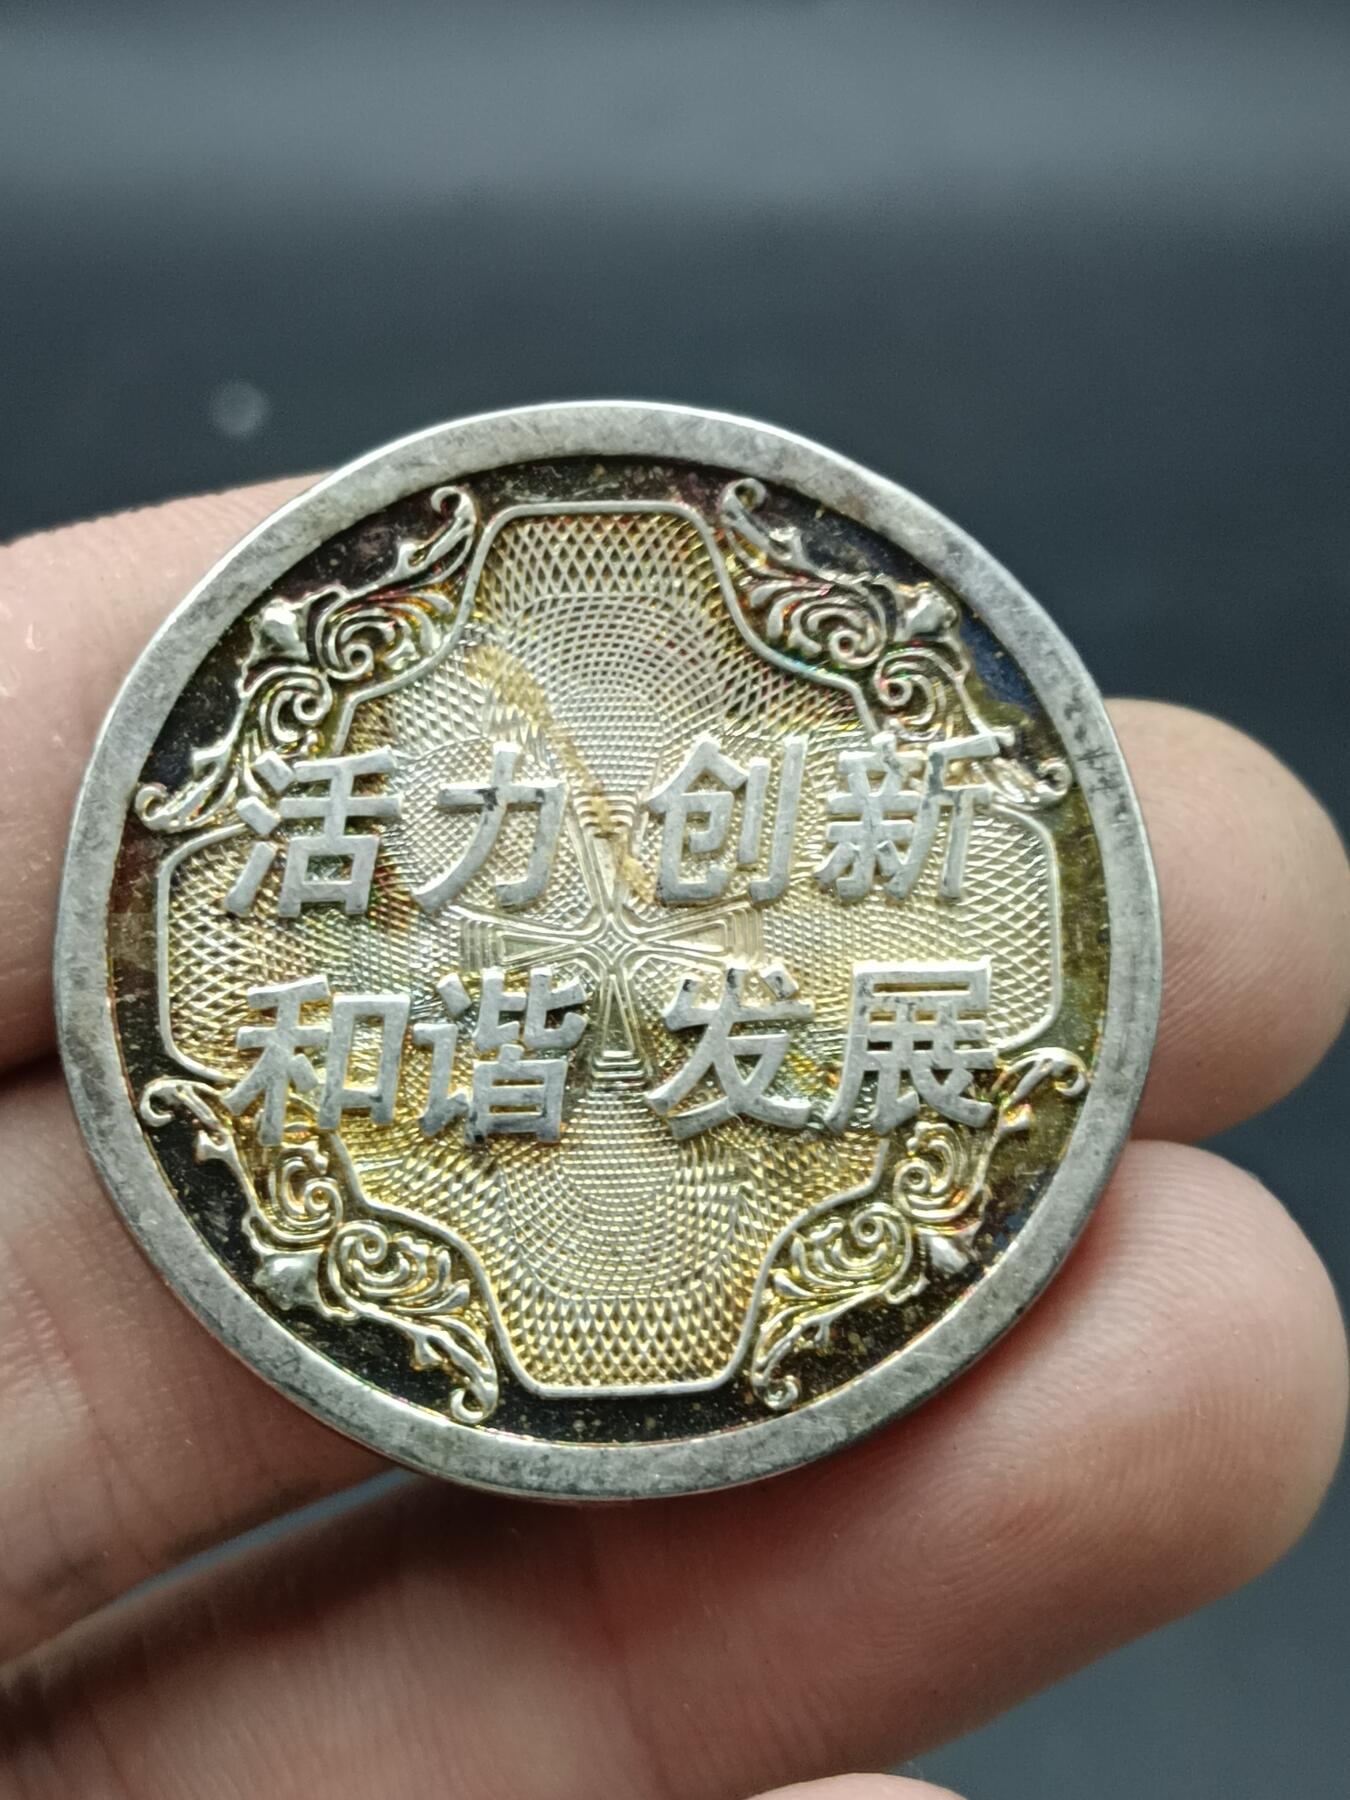 活力 创新
和谐 发展